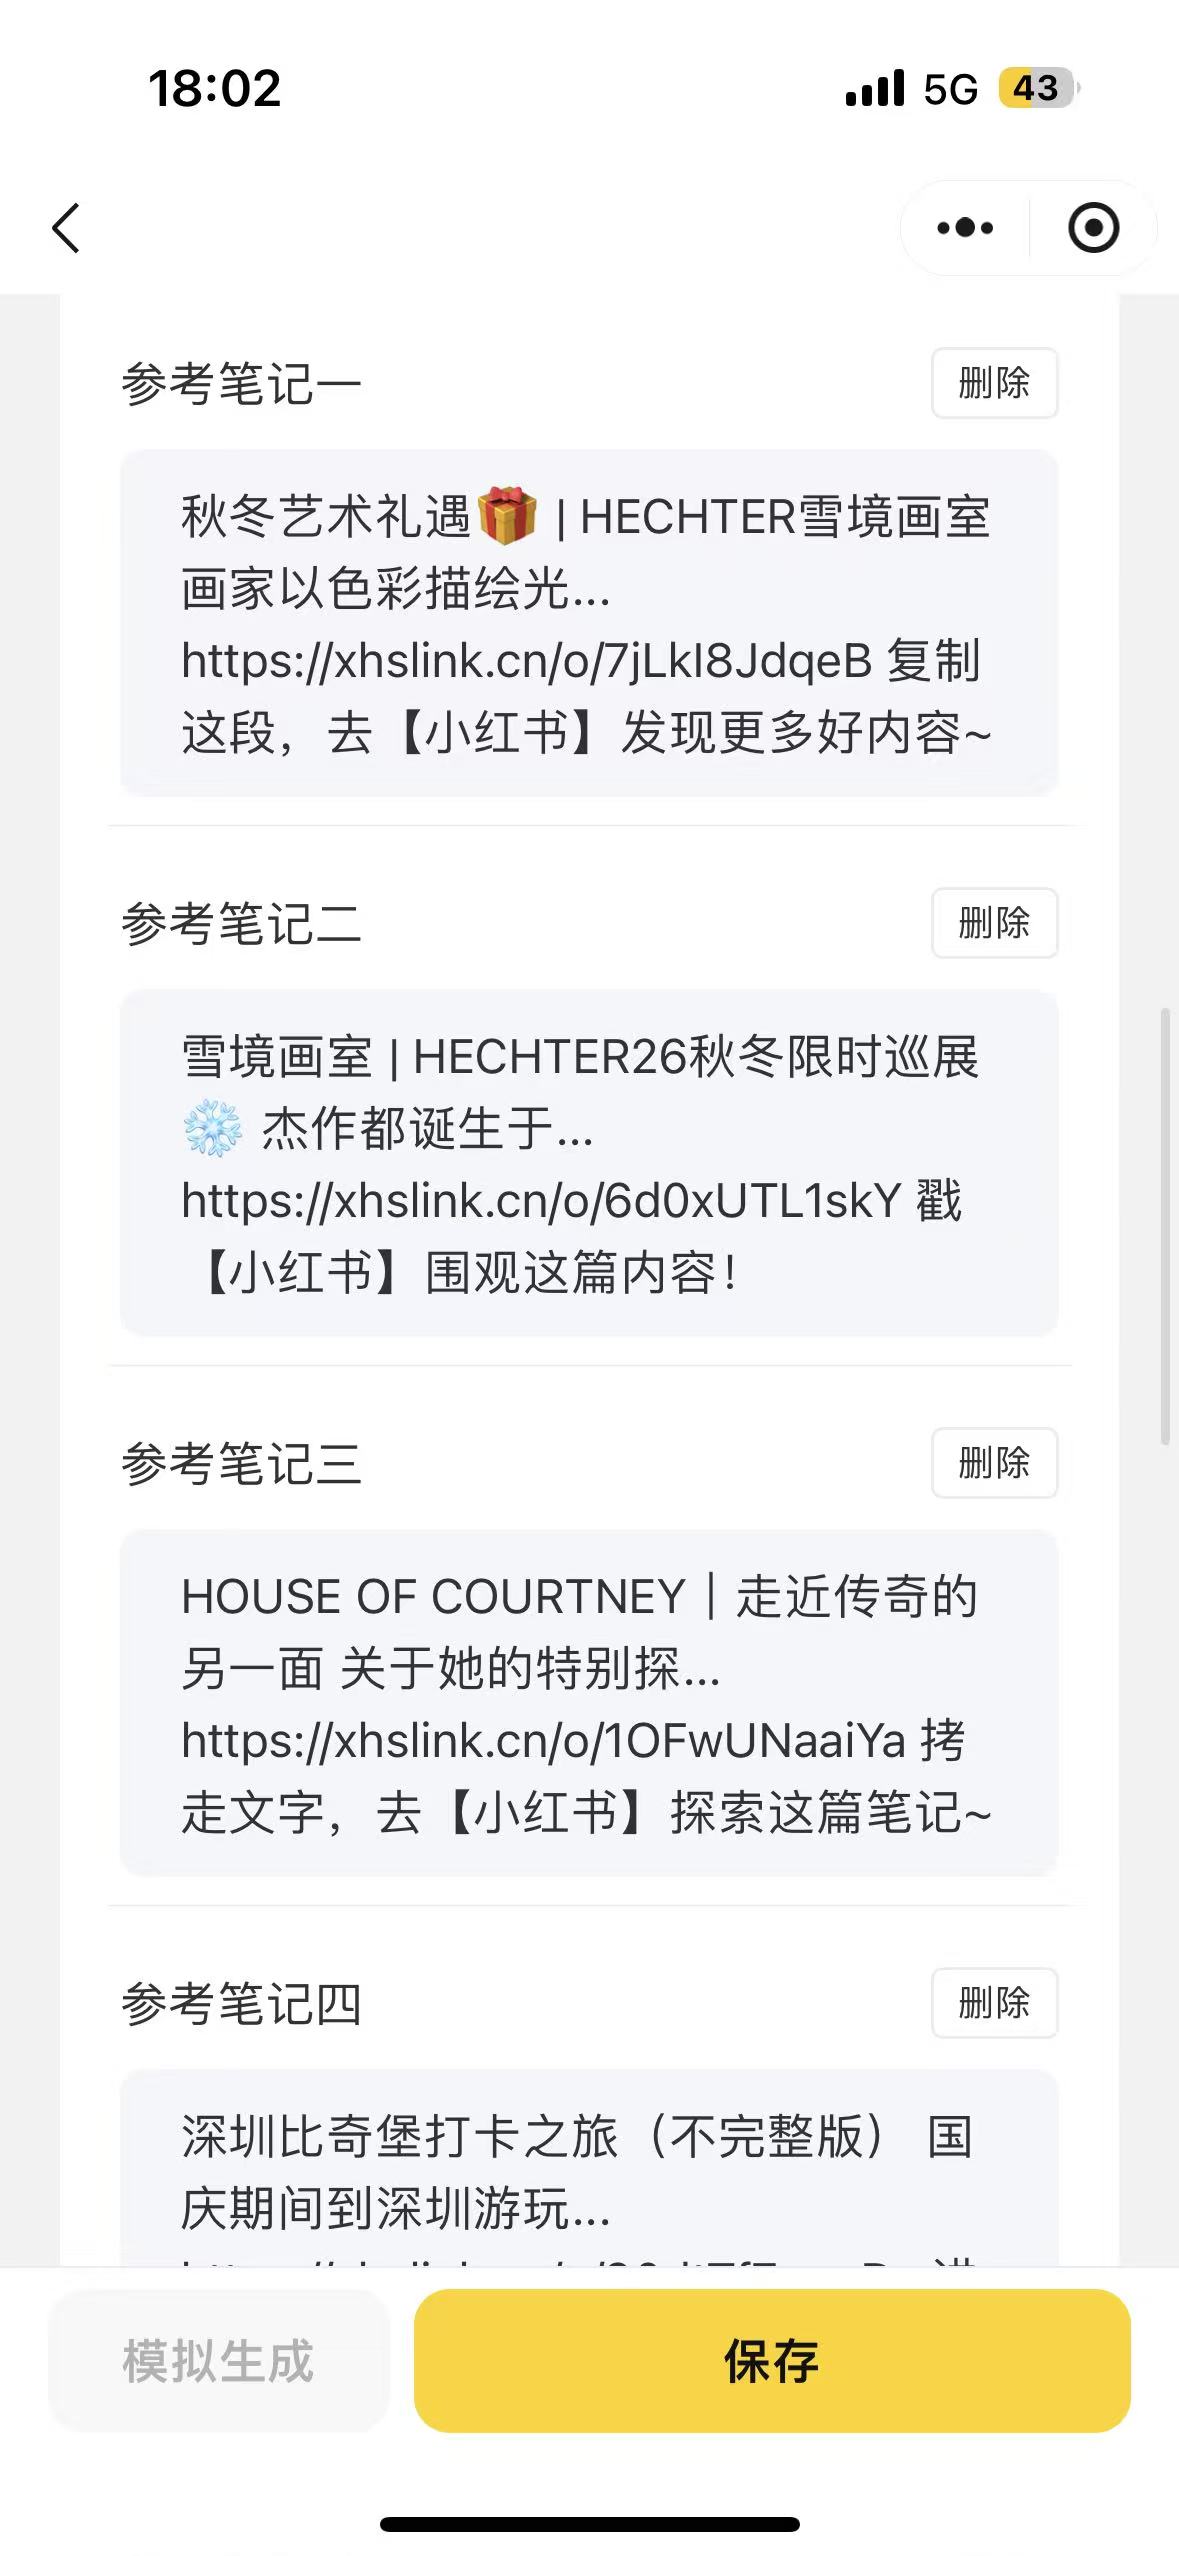 18:02
5G 43
参考笔记一
删除
秋冬艺术礼遇🎁 | HECHTER雪境画室
画家以色彩描绘光...
https://xhslink.cn/o/7jLkI8JdqeB 复制
这段，去【小红书】发现更多好内容~
参考笔记二
删除
雪境画室 | HECHTER26秋冬限时巡展
❄️ 杰作都诞生于...
https://xhslink.cn/o/6d0xUTL1skY 戳
【小红书】围观这篇内容！
参考笔记三
删除
HOUSE OF COURTNEY｜走近传奇的
另一面 关于她的特别探...
https://xhslink.cn/o/1OFwUNaaiYa 拷
走文字，去【小红书】探索这篇笔记~
参考笔记四
删除
深圳比奇堡打卡之旅（不完整版） 国
庆期间到深圳游玩...
模拟生成
保存